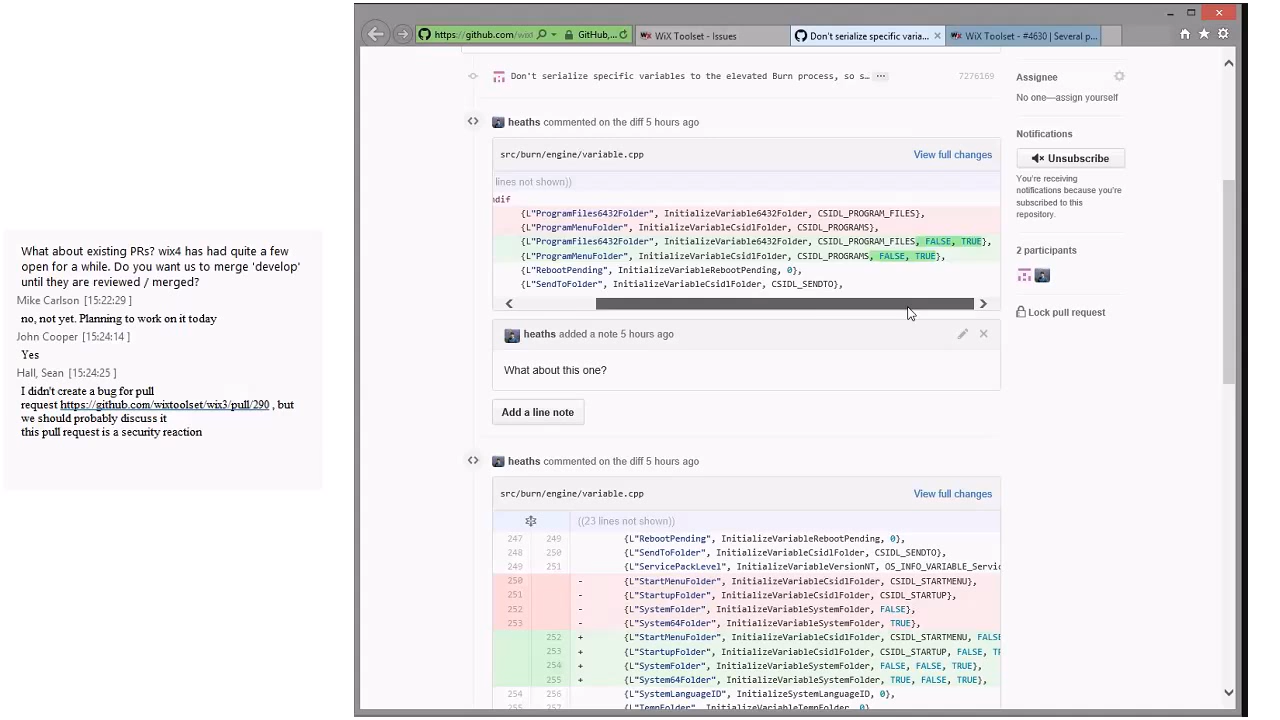 What about existing PRs? wix4 has had quite a few
open for a while. Do you want us to merge 'develop'
until they are reviewed / merged?
Mike Carlson [15:22:29 ]
no, not yet. Planning to work on it today
John Cooper [15:24:14 ]
Yes
Hall, Sean [15:24:25 ]
I didn't create a bug for pull
request https://github.com/wixtoolset/wix3/pull/290 , but
we should probably discuss it
this pull request is a security reaction
https://github.com/wixt
GitHub,...
WiX Toolset - Issues
Don't serialize specific varia...
WiX Toolset - #4630 | Several p...
Don't serialize specific variables to the elevated Burn process, so s…
7276169
heaths commented on the diff 5 hours ago
src/burn/engine/variable.cpp
View full changes
lines not shown))
ndif
{L"ProgramFiles6432Folder", InitializeVariable6432Folder, CSIDL_PROGRAM_FILES},
{L"ProgramMenuFolder", InitializeVariableCsidlFolder, CSIDL_PROGRAMS},
{L"ProgramFiles6432Folder", InitializeVariable6432Folder, CSIDL_PROGRAM_FILES, FALSE, TRUE},
{L"ProgramMenuFolder", InitializeVariableCsidlFolder, CSIDL_PROGRAMS, FALSE, TRUE},
{L"RebootPending", InitializeVariableRebootPending, 0},
{L"SendToFolder", InitializeVariableCsidlFolder, CSIDL_SENDTO},
heaths added a note 5 hours ago
What about this one?
Add a line note
heaths commented on the diff 5 hours ago
src/burn/engine/variable.cpp
View full changes
((23 lines not shown))
247 249 {L"RebootPending", InitializeVariableRebootPending, 0},
248 250 {L"SendToFolder", InitializeVariableCsidlFolder, CSIDL_SENDTO},
249 251 {L"ServicePackLevel", InitializeVariableVersionNT, OS_INFO_VARIABLE_Servic
250 - {L"StartMenuFolder", InitializeVariableCsidlFolder, CSIDL_STARTMENU},
251 - {L"StartupFolder", InitializeVariableCsidlFolder, CSIDL_STARTUP},
252 - {L"SystemFolder", InitializeVariableSystemFolder, FALSE},
253 - {L"System64Folder", InitializeVariableSystemFolder, TRUE},
252 + {L"StartMenuFolder", InitializeVariableCsidlFolder, CSIDL_STARTMENU, FALSE
253 + {L"StartupFolder", InitializeVariableCsidlFolder, CSIDL_STARTUP, FALSE, TR
254 + {L"SystemFolder", InitializeVariableSystemFolder, FALSE, FALSE, TRUE},
255 + {L"System64Folder", InitializeVariableSystemFolder, TRUE, FALSE, TRUE},
254 256 {L"SystemLanguageID", InitializeSystemLanguageID, 0},
255 257 {L"TempFolder", InitializeVariableTempFolder, 0},
Assignee
No one—assign yourself
Notifications
Unsubscribe
You're receiving
notifications because you're
subscribed to this
repository.
2 participants
Lock pull request